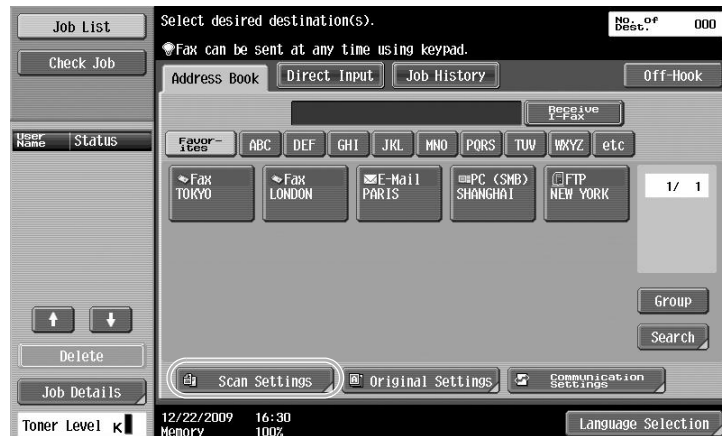 Job List
Check Job
User Name Status
Delete
Job Details
Toner Level K
Select desired destination(s).
No. of Dest. 000
Fax can be sent at any time using keypad.
Address Book Direct Input Job History Off-Hook
Receive I-Fax
Favorites ABC DEF GHI JKL MNO PQRS TUV WXYZ etc
Fax TOKYO
Fax LONDON
E-Mail PARIS
PC (SMB) SHANGHAI
FTP NEW YORK
1/ 1
Group
Search
Scan Settings Original Settings Communication Settings
12/22/2009 16:30
Memory 100%
Language Selection